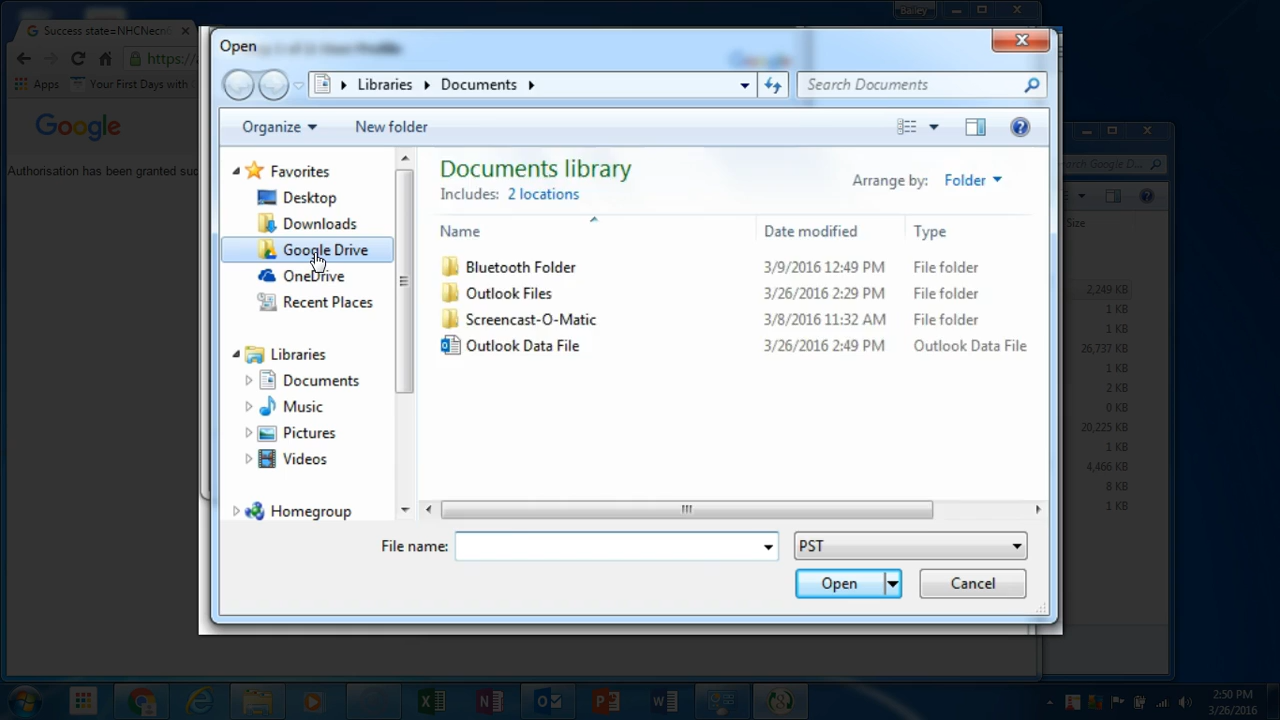 Bailey
Success state=NHCNecn
https://
Apps
Your First Days with
Google
Authorisation has been granted suc
Open
User Profile
Libraries
Documents
Search Documents
Organize
New folder
Favorites
Desktop
Downloads
Google Drive
OneDrive
Recent Places
Libraries
Documents
Music
Pictures
Videos
Homegroup
Documents library
Includes: 2 locations
Arrange by: Folder
Name
Date modified
Type
Bluetooth Folder
3/9/2016 12:49 PM
File folder
Outlook Files
3/26/2016 2:29 PM
File folder
Screencast-O-Matic
3/8/2016 11:32 AM
File folder
Outlook Data File
3/26/2016 2:49 PM
Outlook Data File
File name:
PST
Open
Cancel
Search Google D...
Size
2,249 KB
1 KB
1 KB
26,737 KB
1 KB
2 KB
0 KB
20,225 KB
1 KB
4,466 KB
8 KB
1 KB
2:50 PM
3/26/2016